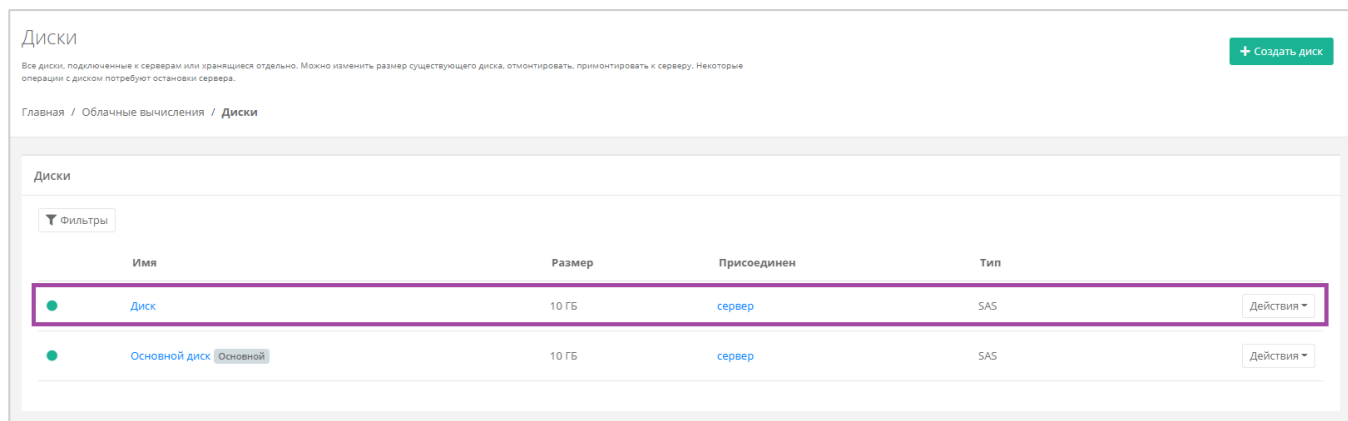 Диски
+ Создать диск
Все диски, подключенные к серверам или хранящиеся отдельно. Можно изменить размер существующего диска, отмонтировать, примонтировать к серверу. Некоторые
операции с диском потребуют остановки сервера.
Главная / Облачные вычисления / Диски
Диски
Фильтры
Имя Размер Присоединен Тип
Диск 10 ГБ сервер SAS Действия
Основной диск Основной 10 ГБ сервер SAS Действия